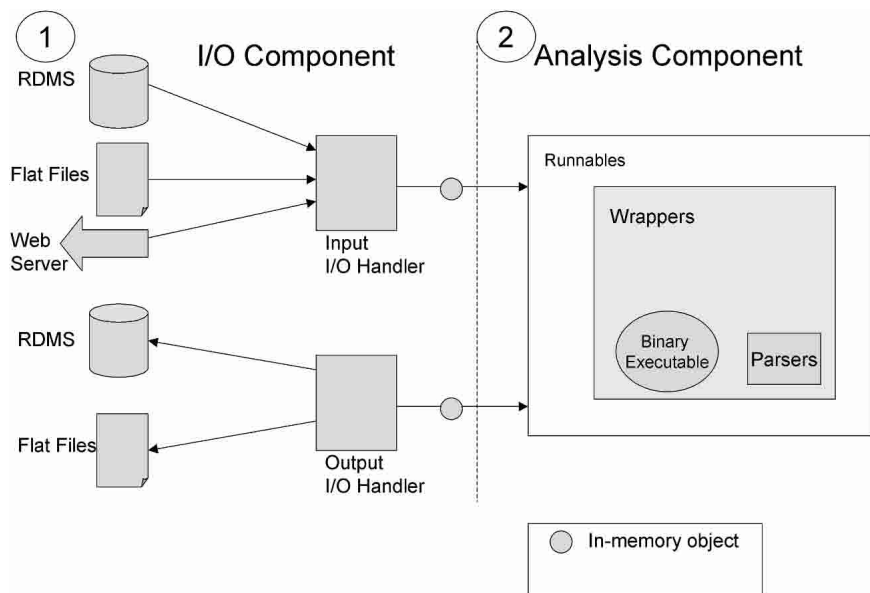 1
I/O Component
2
Analysis Component
RDMS
Flat Files
Web
Server
Input
I/O Handler
RDMS
Flat Files
Output
I/O Handler
Runnables
Wrappers
Binary
Executable
Parsers
In-memory object